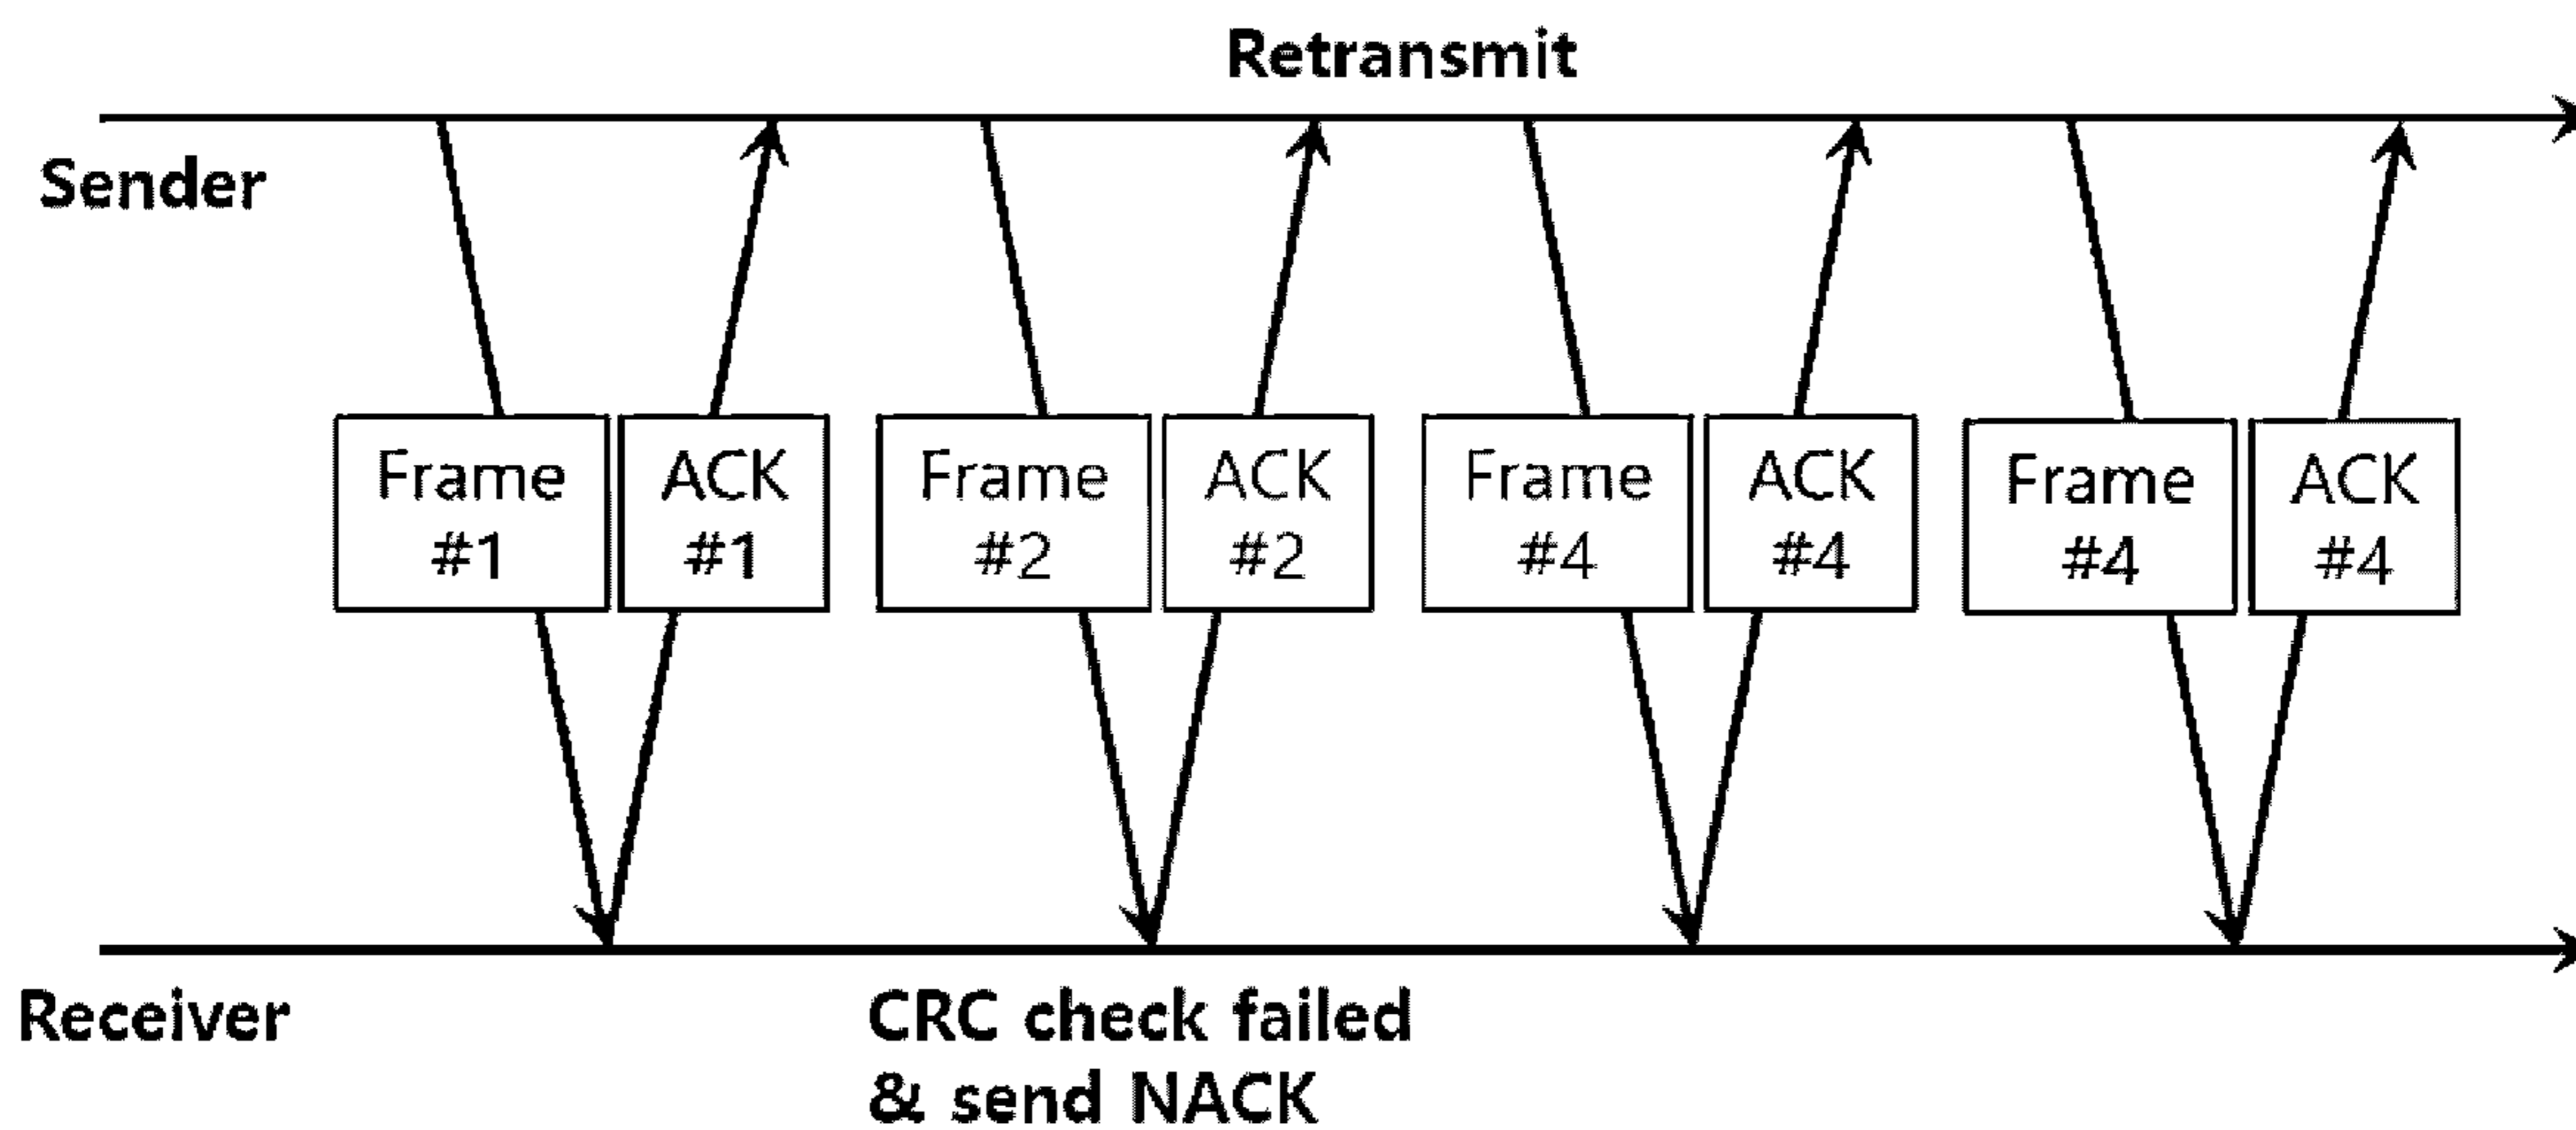 Retransmit
Sender
Frame
#1
ACK
#1
Frame
#2
ACK
#2
Frame
#4
ACK
#4
Frame
#4
ACK
#4
Receiver
CRC check failed
& send NACK